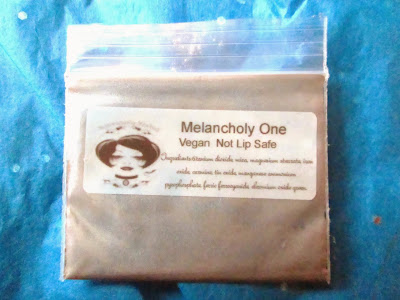 Melancholy One
Vegan Not Lip Safe
Ingredients:titanium dioxide mica, magnesium stearate, iron
oxide, carmine, tin oxide, manganese ammonium
pyrophosphate, ferric ferrocyanide, chromium oxide green.